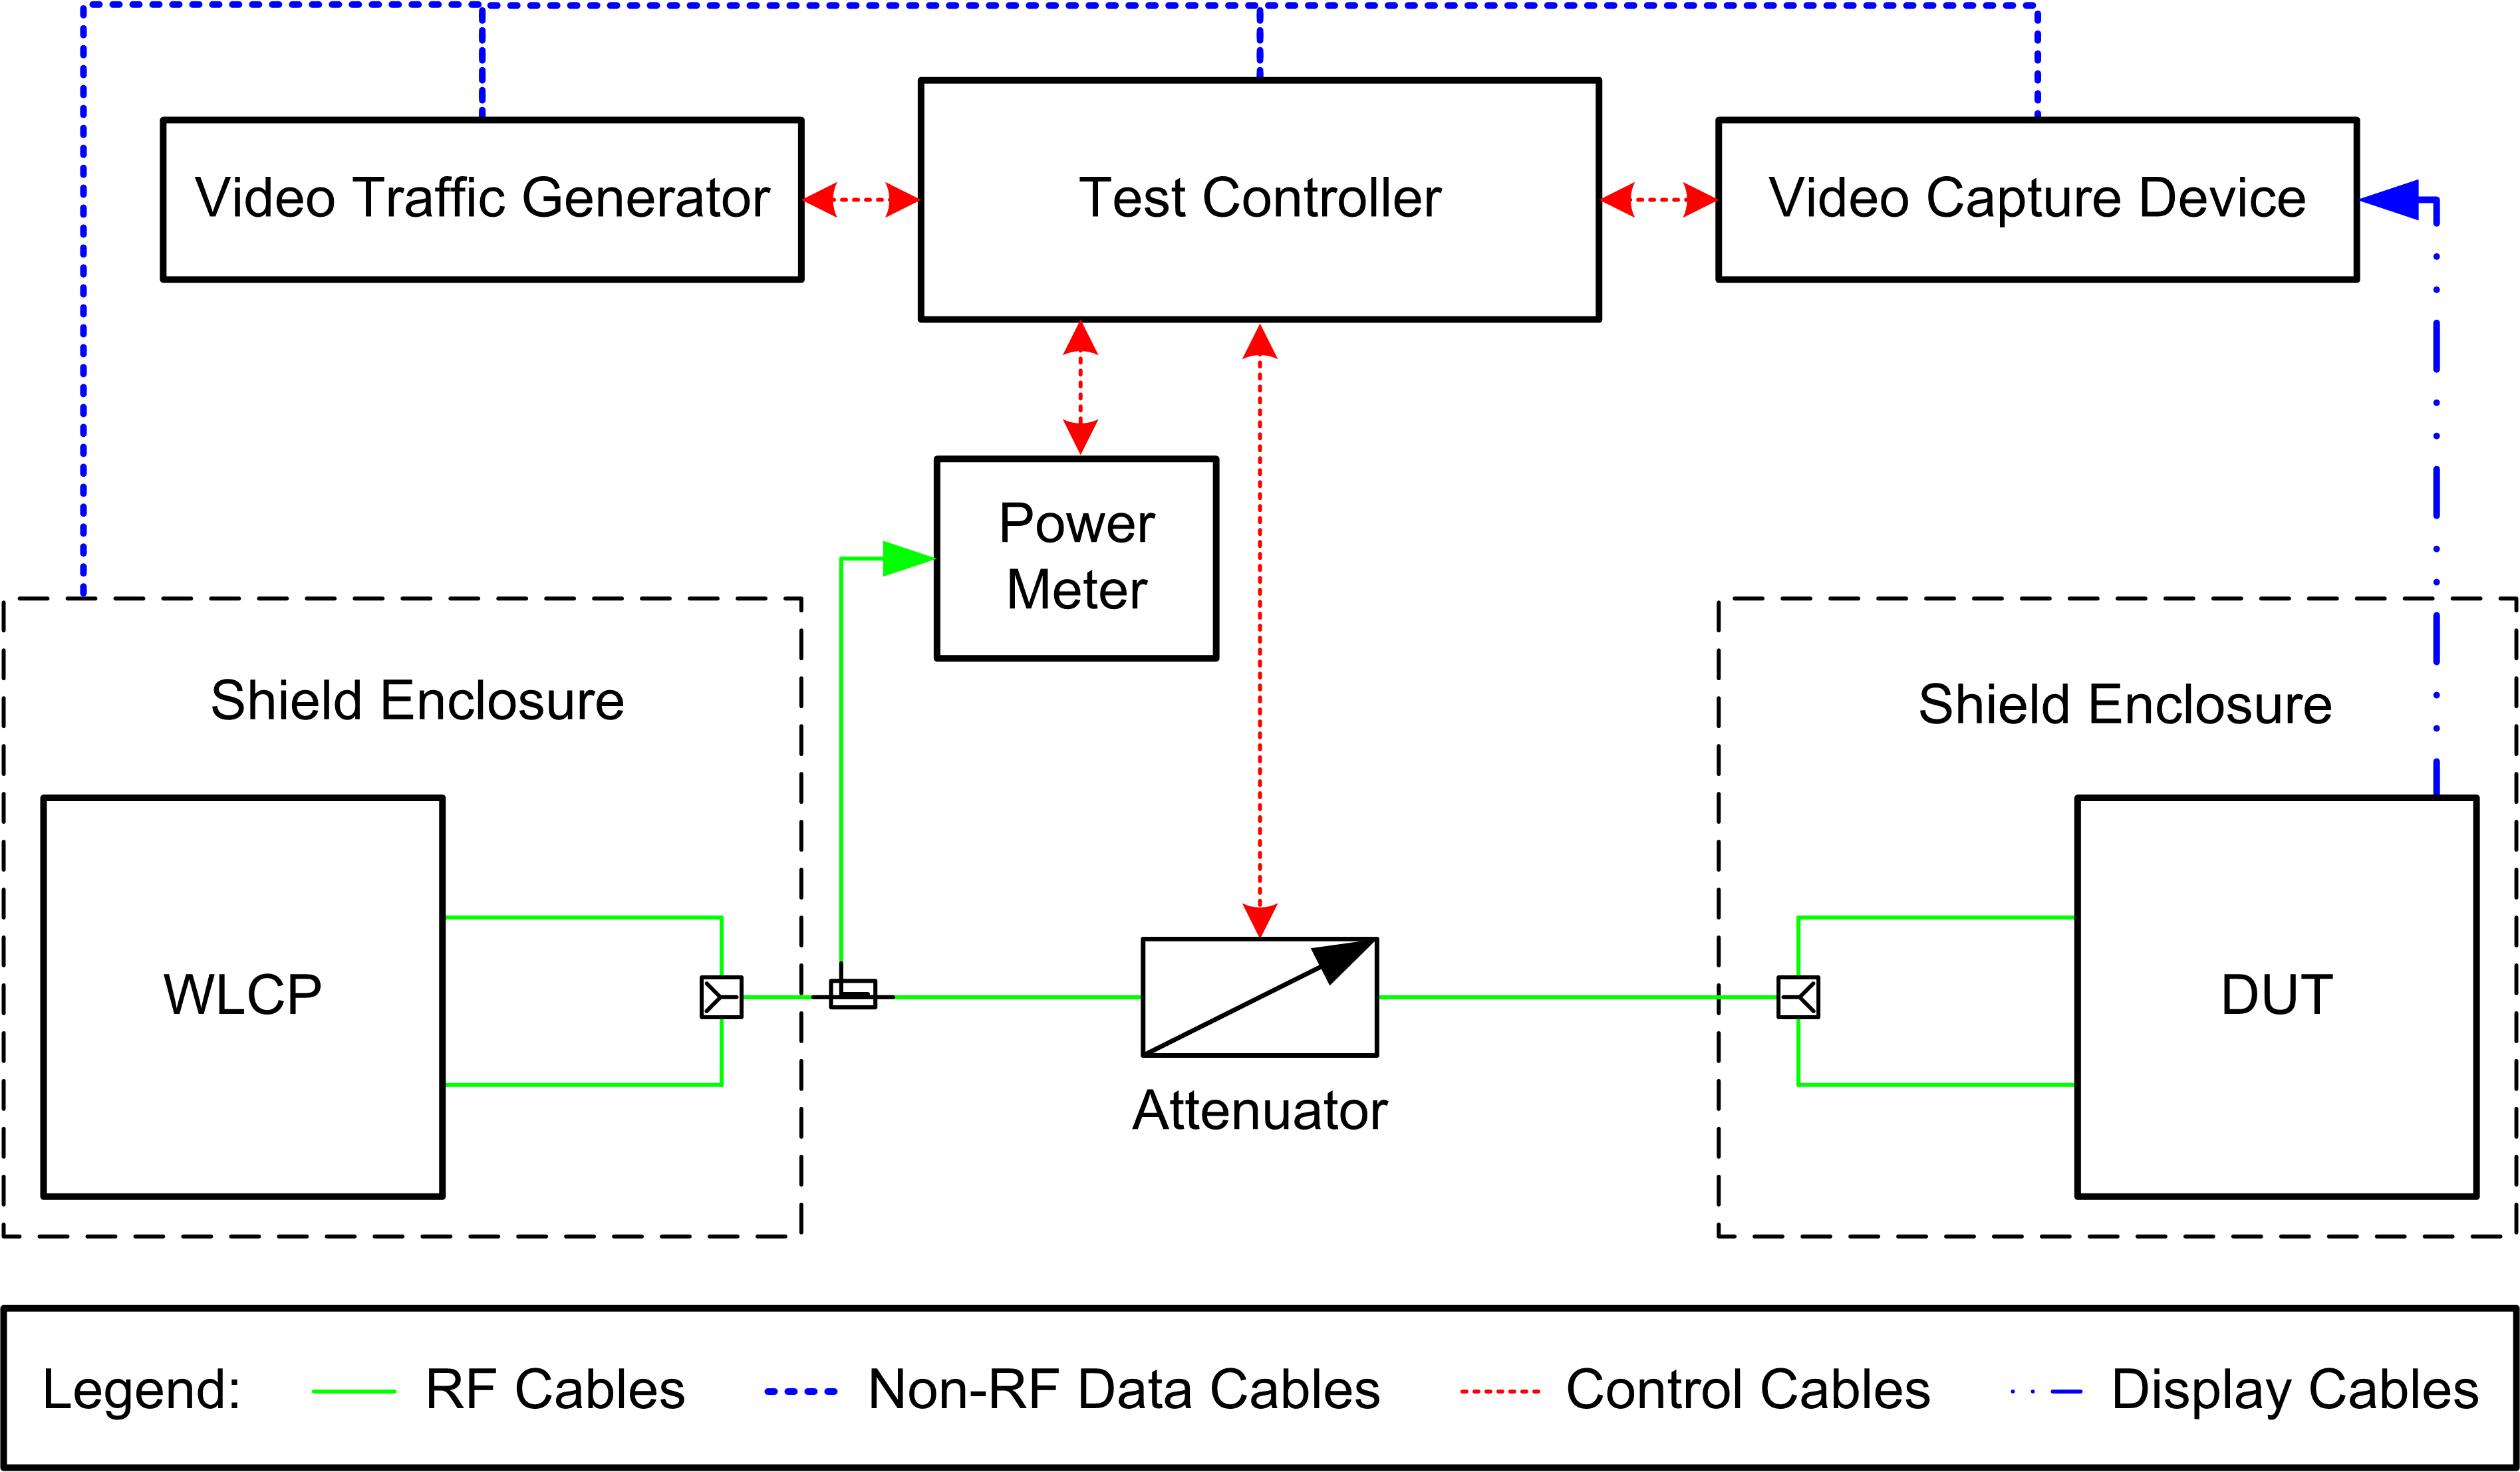 Video Traffic Generator
Test Controller
Video Capture Device
Power
Meter
Shield Enclosure
Shield Enclosure
WLCP
DUT
Attenuator
Legend: RF Cables Non-RF Data Cables Control Cables Display Cables